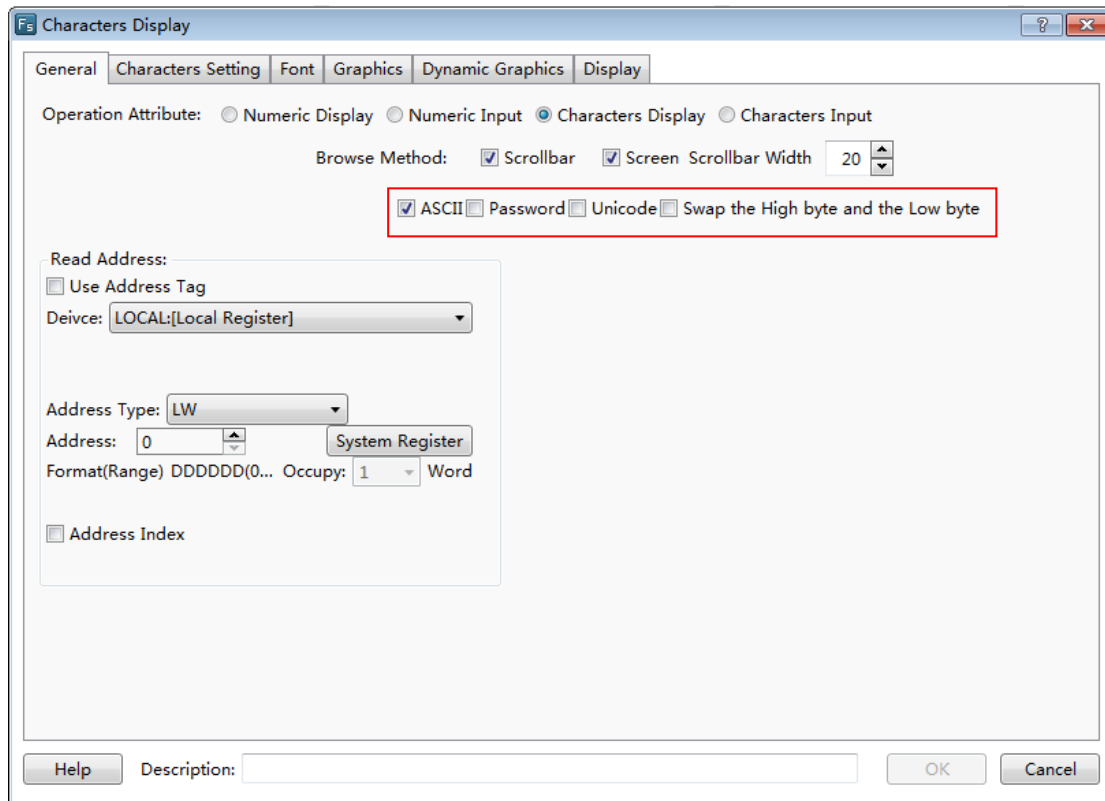 Fs Characters Display
General Characters Setting Font Graphics Dynamic Graphics Display
Operation Attribute: Numeric Display Numeric Input Characters Display Characters Input
Browse Method: Scrollbar Screen Scrollbar Width 20
ASCII Password Unicode Swap the High byte and the Low byte
Read Address:
Use Address Tag
Deivce: LOCAL:[Local Register]
Address Type: LW
Address: 0 System Register
Format(Range) DDDDDD(0... Occupy: 1 Word
Address Index
Help Description: OK Cancel